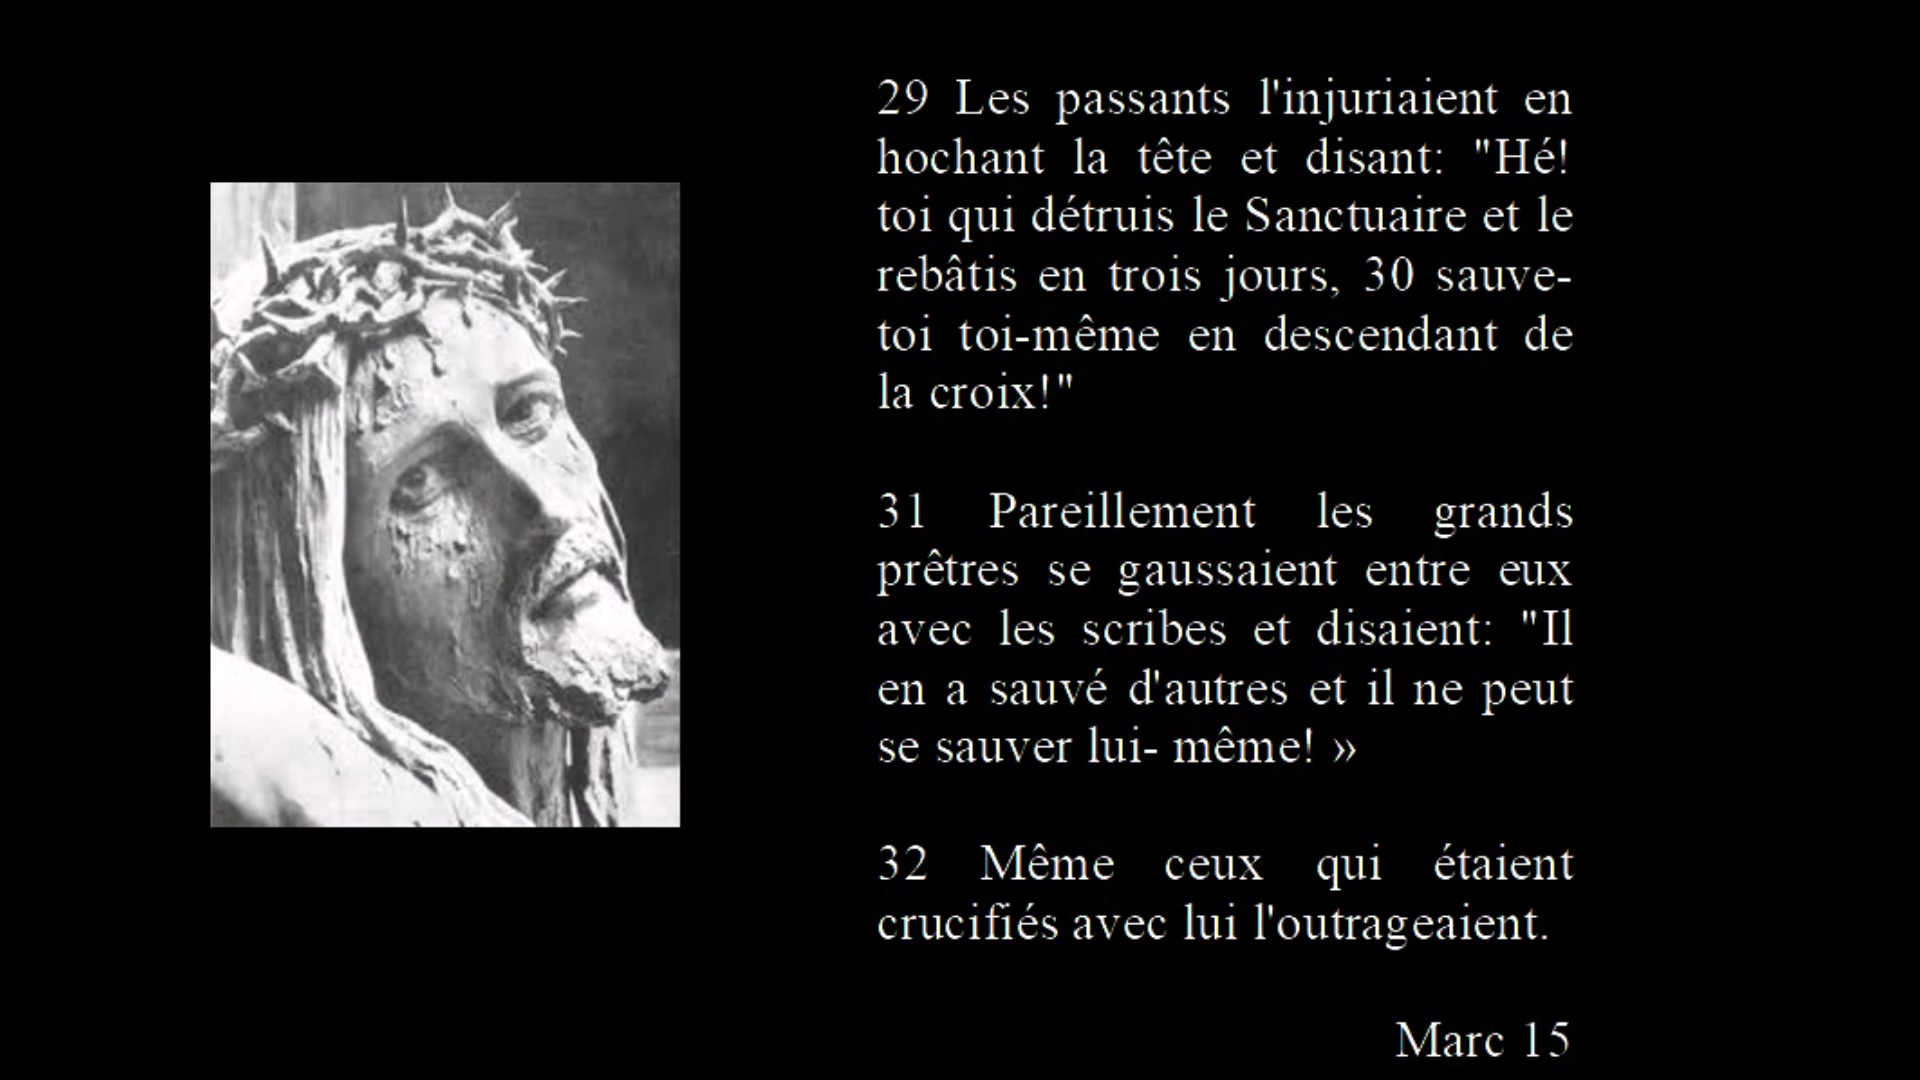 29 Les passants l'injuriaient en
hochant la tête et disant: "Hé!
toi qui détruis le Sanctuaire et le
rebâtis en trois jours, 30 sauve-
toi toi-même en descendant de
la croix!"
31 Pareillement les grands
prêtres se gaussaient entre eux
avec les scribes et disaient: "Il
en a sauvé d'autres et il ne peut
se sauver lui- même! »
32 Même ceux qui étaient
crucifiés avec lui l'outrageaient.
Marc 15